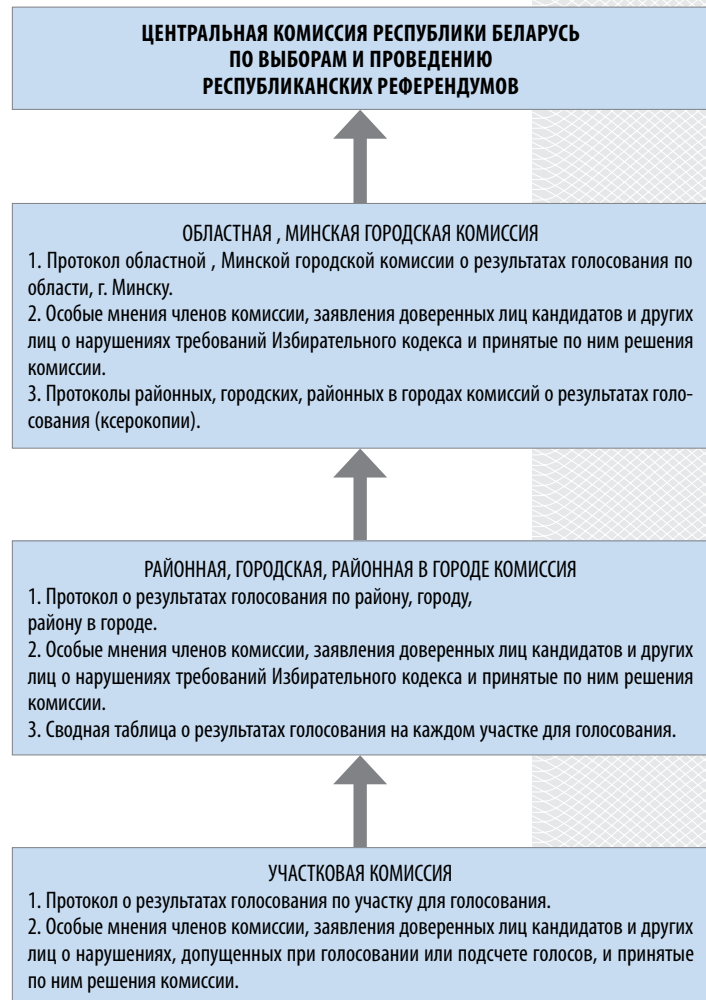 ЦЕНТРАЛЬНАЯ КОМИССИЯ РЕСПУБЛИКИ БЕЛАРУСЬ
ПО ВЫБОРАМ И ПРОВЕДЕНИЮ
РЕСПУБЛИКАНСКИХ РЕФЕРЕНДУМОВ
ОБЛАСТНАЯ , МИНСКАЯ ГОРОДСКАЯ КОМИССИЯ
1. Протокол областной , Минской городской комиссии о результатах голосования по
области, г. Минску.
2. Особые мнения членов комиссии, заявления доверенных лиц кандидатов и других
лиц о нарушениях требований Избирательного кодекса и принятые по ним решения
комиссии.
3. Протоколы районных, городских, районных в городах комиссий о результатах голо-
сования (ксерокопии).
РАЙОННАЯ, ГОРОДСКАЯ, РАЙОННАЯ В ГОРОДЕ КОМИССИЯ
1. Протокол о результатах голосования по району, городу,
району в городе.
2. Особые мнения членов комиссии, заявления доверенных лиц кандидатов и других
лиц о нарушениях требований Избирательного кодекса и принятые по ним решения
комиссии.
3. Сводная таблица о результатах голосования на каждом участке для голосования.
УЧАСТКОВАЯ КОМИССИЯ
1. Протокол о результатах голосования по участку для голосования.
2. Особые мнения членов комиссии, заявления доверенных лиц кандидатов и других
лиц о нарушениях, допущенных при голосовании или подсчете голосов, и принятые
по ним решения комиссии.